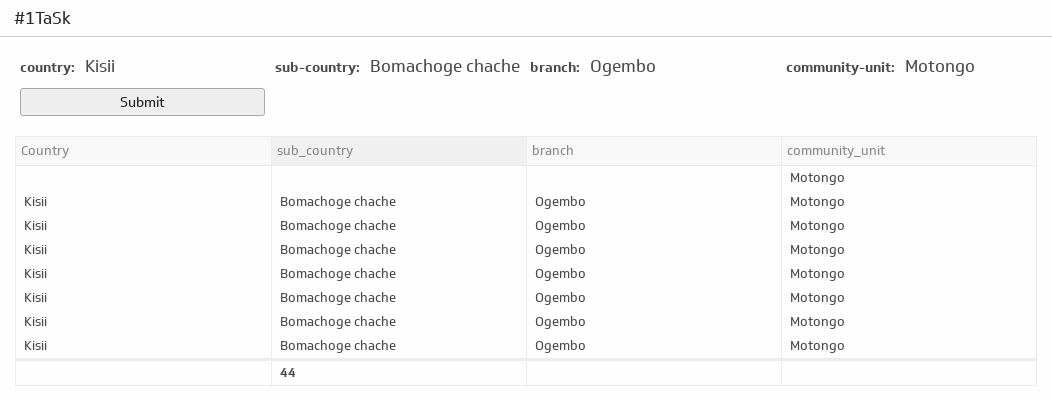 #1TaSk
country: Kisii sub-country: Bomachoge chache branch: Ogembo community-unit: Motongo
Submit
Country sub_country branch community_unit
Motongo
Kisii Bomachoge chache Ogembo Motongo
Kisii Bomachoge chache Ogembo Motongo
Kisii Bomachoge chache Ogembo Motongo
Kisii Bomachoge chache Ogembo Motongo
Kisii Bomachoge chache Ogembo Motongo
Kisii Bomachoge chache Ogembo Motongo
Kisii Bomachoge chache Ogembo Motongo
44